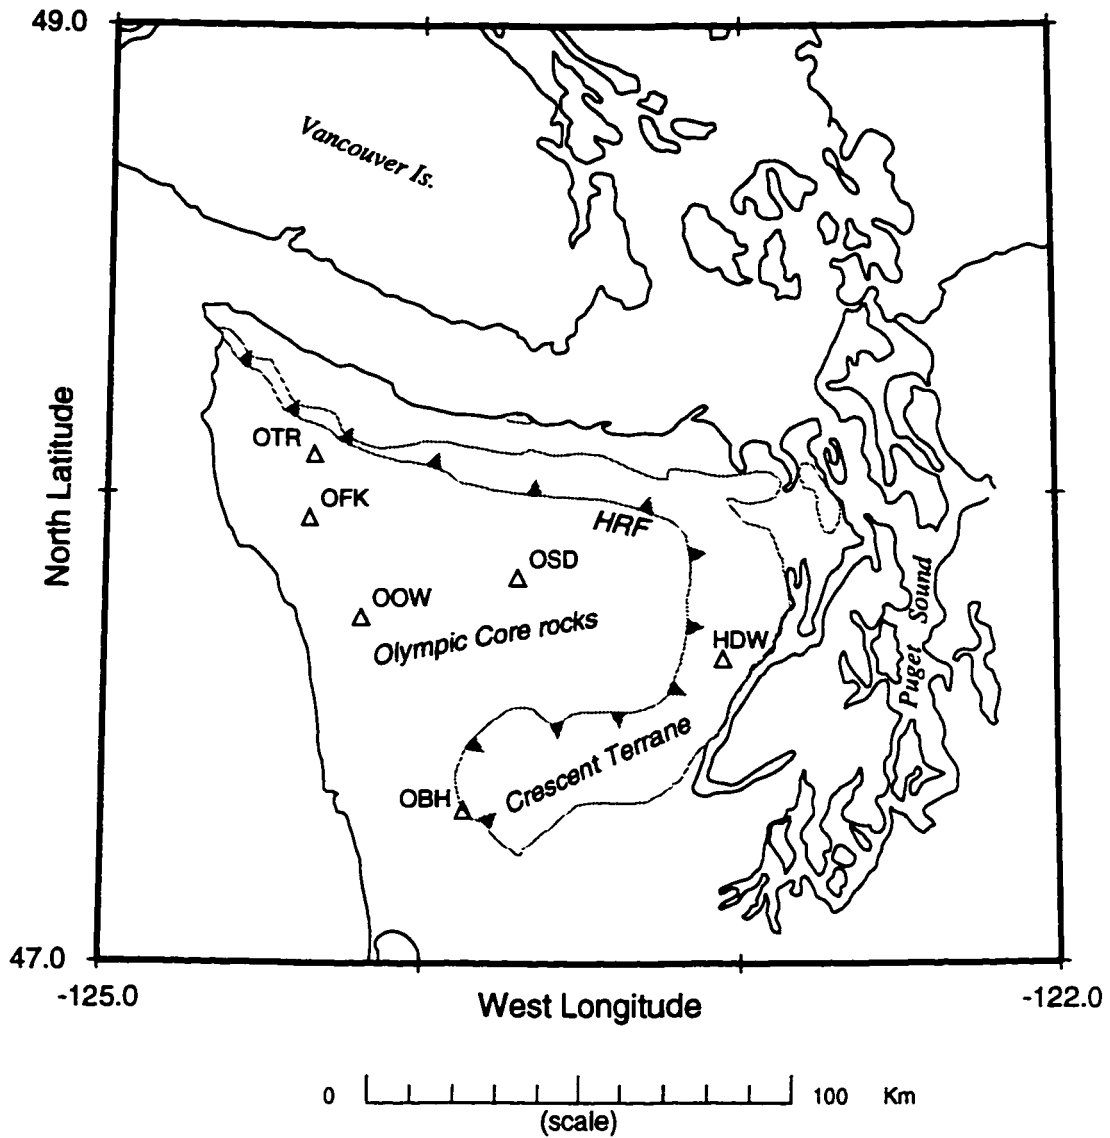 49.0
Vancouver Is.
North Latitude
OTR
OFK
HRF
OSD
OOW
Olympic Core rocks
HDW
Puget Sound
Crescent Terrane
OBH
47.0
-125.0
West Longitude
-122.0
0
100 Km
(scale)